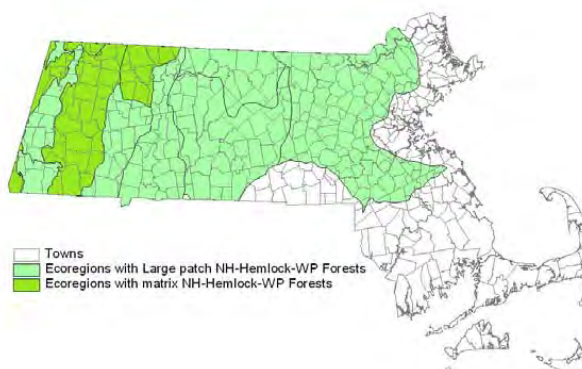 Towns
Ecoregions with Large patch NH-Hemlock-WP Forests
Ecoregions with matrix NH-Hemlock-WP Forests